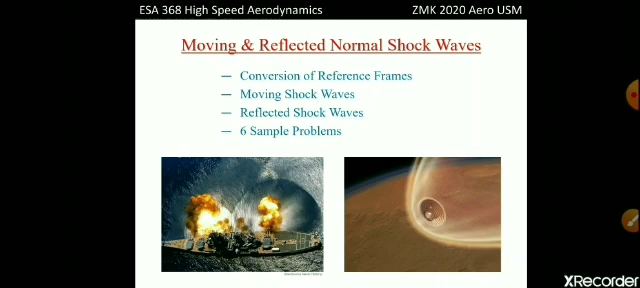 ESA 368 High Speed Aerodynamics ZMK 2020 Aero USM
Moving & Reflected Normal Shock Waves
— Conversion of Reference Frames
— Moving Shock Waves
— Reflected Shock Waves
— 6 Sample Problems
XRecorder